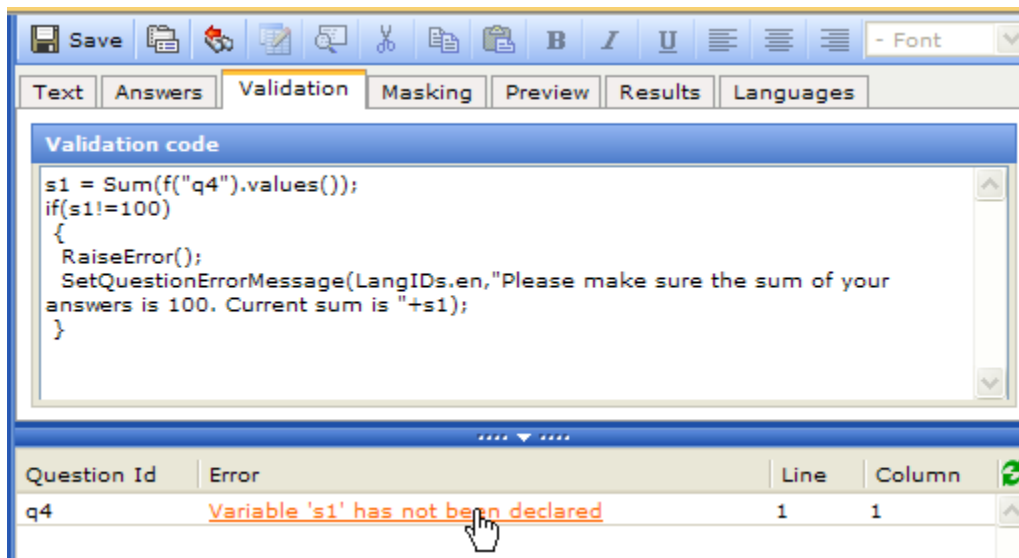 Save B I U - Font
Text Answers Validation Masking Preview Results Languages
Validation code
s1 = Sum(f("q4").values());
if(s1!=100)
{
RaiseError();
SetQuestionErrorMessage(LangIDs.en,"Please make sure the sum of your
answers is 100. Current sum is "+s1);
}
Question Id Error Line Column
q4 Variable 's1' has not been declared 1 1